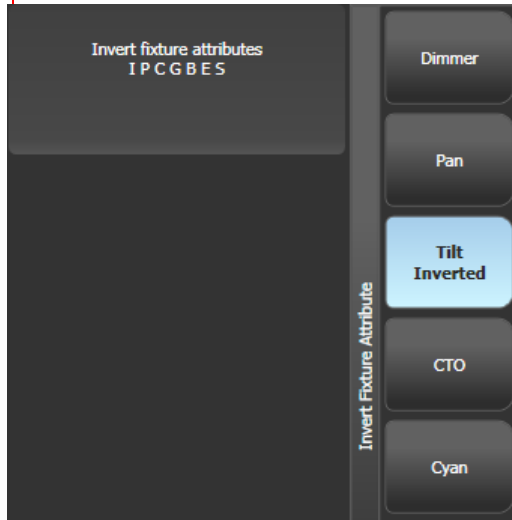 Invert fixture attributes
I P C G B E S
Invert Fixture Attribute
Dimmer
Pan
Tilt
Inverted
CTO
Cyan